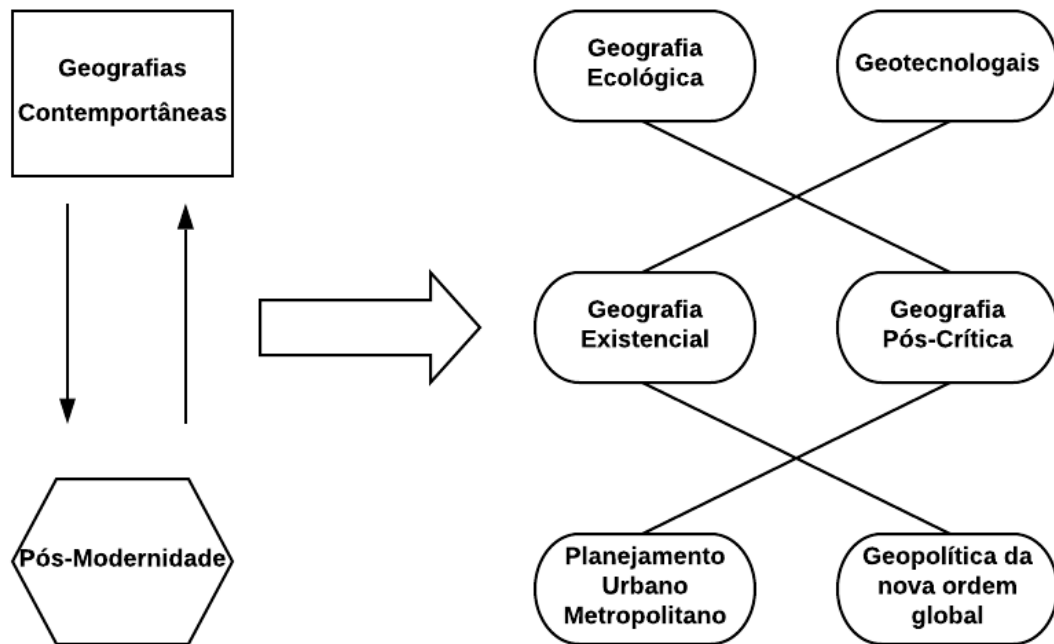 Geografias
Contemporâneas
Pós-Modernidade
Geografia
Ecológica
Geotecnologais
Geografia
Existencial
Geografia
Pós-Crítica
Planejamento
Urbano
Metropolitano
Geopolítica da
nova ordem
global